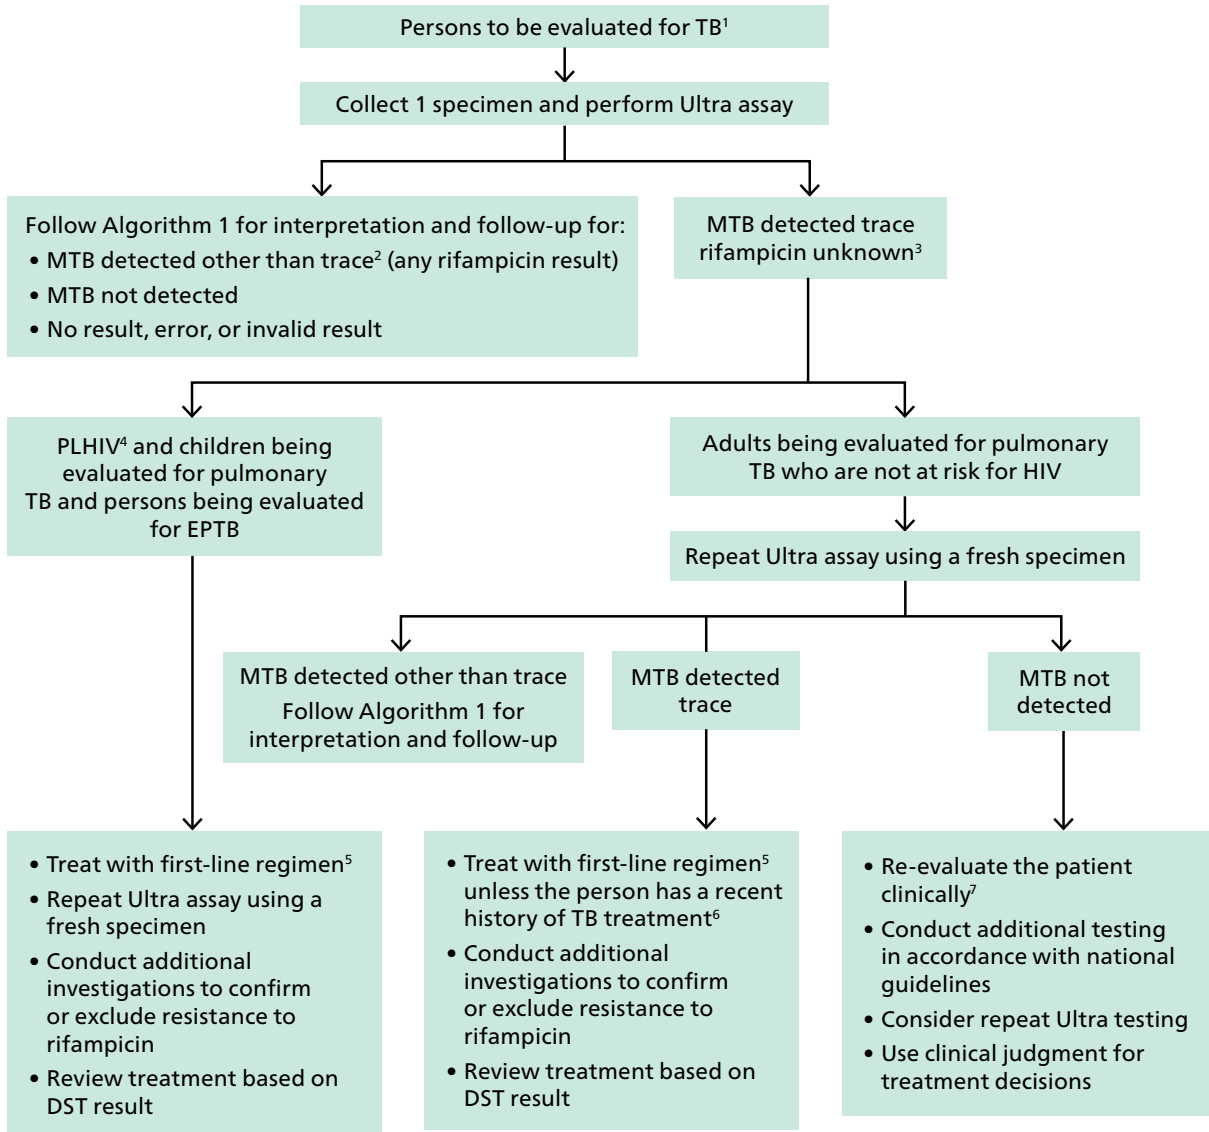 Persons to be evaluated for TB¹
Collect 1 specimen and perform Ultra assay
Follow Algorithm 1 for interpretation and follow-up for:
• MTB detected other than trace² (any rifampicin result)
• MTB not detected
• No result, error, or invalid result
MTB detected trace
rifampicin unknown³
PLHIV⁴ and children being
evaluated for pulmonary
TB and persons being evaluated
for EPTB
Adults being evaluated for pulmonary
TB who are not at risk for HIV
Repeat Ultra assay using a fresh specimen
MTB detected other than trace
Follow Algorithm 1 for
interpretation and follow-up
MTB detected
trace
MTB not
detected
• Treat with first-line regimen⁵
• Repeat Ultra assay using a
fresh specimen
• Conduct additional
investigations to confirm
or exclude resistance to
rifampicin
• Review treatment based on
DST result
• Treat with first-line regimen⁵
unless the person has a recent
history of TB treatment⁶
• Conduct additional
investigations to confirm
or exclude resistance to
rifampicin
• Review treatment based on
DST result
• Re-evaluate the patient
clinically⁷
• Conduct additional testing
in accordance with national
guidelines
• Consider repeat Ultra testing
• Use clinical judgment for
treatment decisions